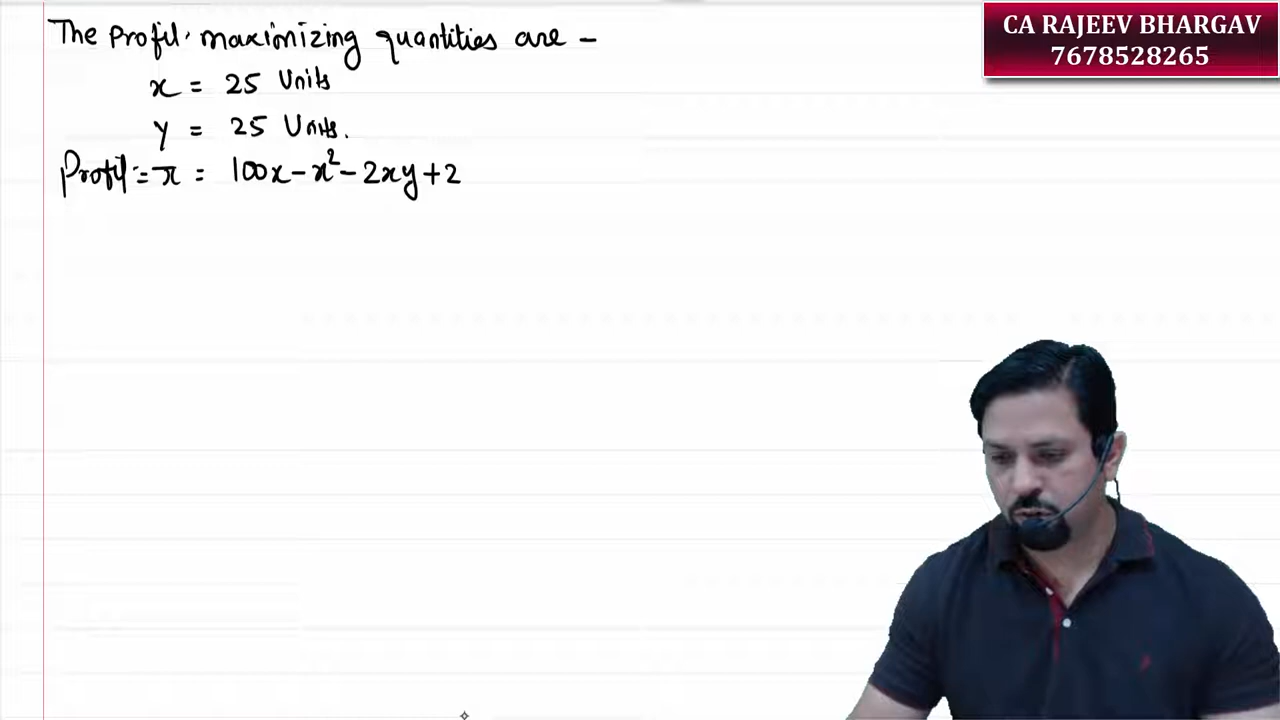 The Profit maximizing quantities are -
x = 25 Units
y = 25 Units.
Profit = π = 100x - x² - 2xy + 2
CA RAJEEV BHARGAV
7678528265